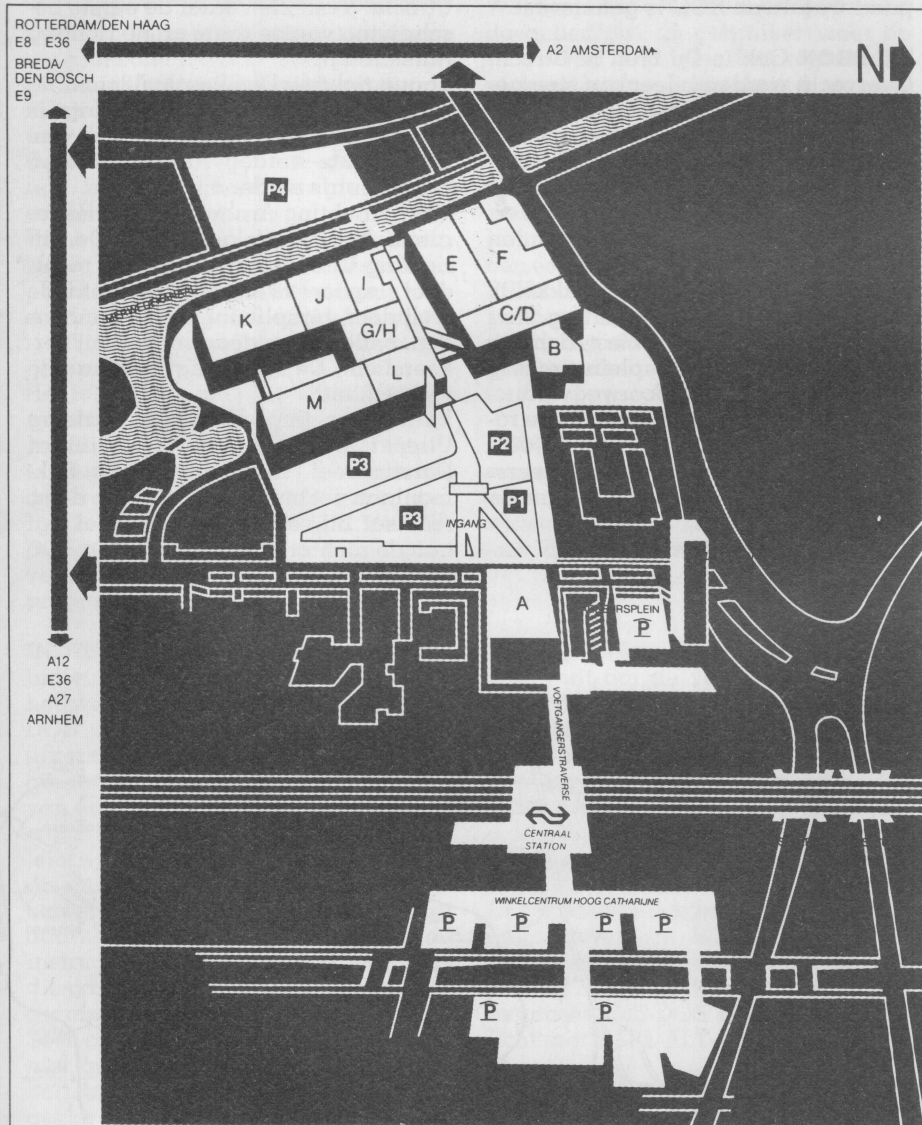 ROTTERDAM/DEN HAAG
E8 E36
A2 AMSTERDAM
N
BREDA/
DEN BOSCH
E9
P4
MERWEDEKANAAL
E
F
I
J
K
G/H
C/D
B
L
M
P2
P3
P1
P3
INGANG
A
P
A12
E36
A27
ARNHEM
VOETGANGERSTRAVERSE
CENTRAAL
STATION
WINKELCENTRUM HOOG CATHARIJNE
P
P
P
P
P
P